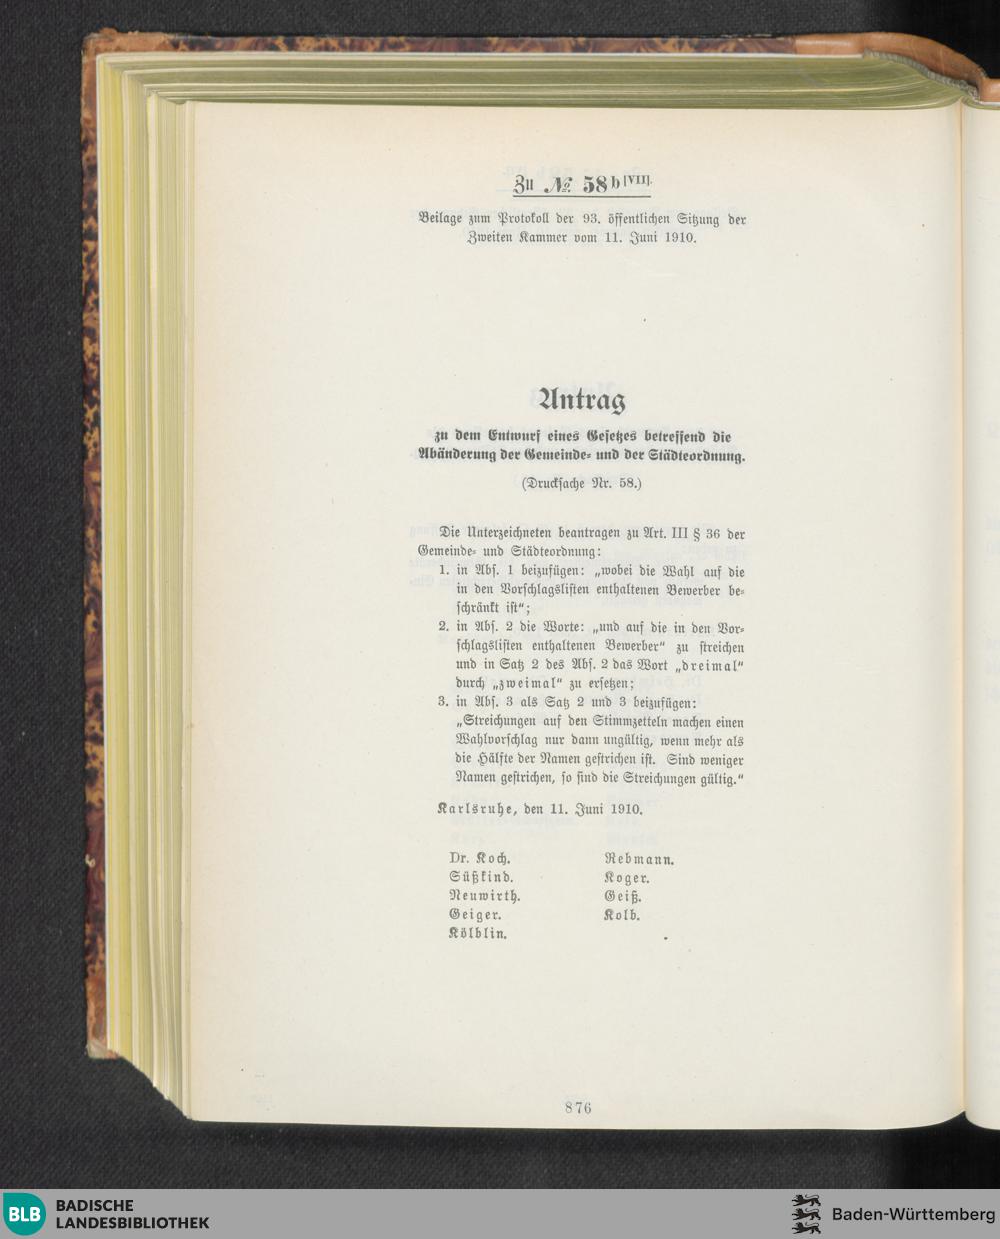 Zu № 58 b [VII].
Beilage zum Protokoll der 93. öffentlichen Sitzung der
Zweiten Kammer vom 11. Juni 1910.
Antrag
zu dem Entwurf eines Gesetzes betreffend die
Abänderung der Gemeinde- und der Städteordnung.
(Drucksache Nr. 58.)
Die Unterzeichneten beantragen zu Art. III § 36 der
Gemeinde- und Städteordnung:
1. in Abs. 1 beizufügen: „wobei die Wahl auf die
in den Vorschlagslisten enthaltenen Bewerber be-
schränkt ist“;
2. in Abs. 2 die Worte: „und auf die in den Vor-
schlagslisten enthaltenen Bewerber“ zu streichen
und in Satz 2 des Abs. 2 das Wort „dreimal“
durch „zweimal“ zu ersetzen;
3. in Abs. 3 als Satz 2 und 3 beizufügen:
„Streichungen auf den Stimmzetteln machen einen
Wahlvorschlag nur dann ungültig, wenn mehr als
die Hälfte der Namen gestrichen ist. Sind weniger
Namen gestrichen, so sind die Streichungen gültig.“
Karlsruhe, den 11. Juni 1910.
Dr. Koch.
Süßkind.
Neuwirth.
Geiger.
Kölblin.
Rebmann.
Koger.
Geiß.
Kolb.
876
BLB
BADISCHE
LANDESBIBLIOTHEK
Baden-Württemberg